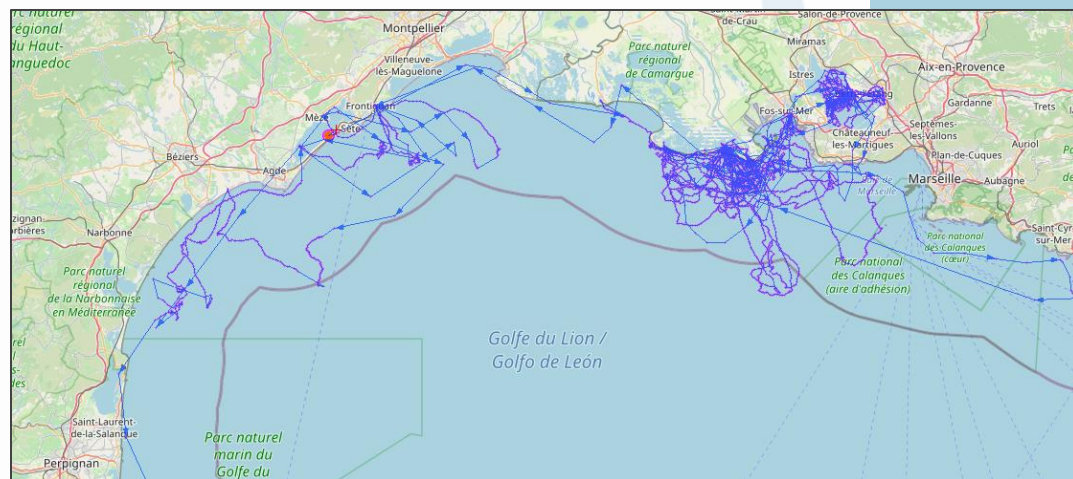 régional
du Haut-
anguedoc
Montpellier
Villeneuve-
lès-Maguelone
Frontignan
Mèze
Sète
Béziers
Agde
Narbonne
Parc naturel
régional
de la Narbonnaise
en Méditerranée
Saint-Laurent-
de-la-Salanque
Perpignan
Parc naturel
marin du
Golfe du
Golfe du Lion /
Golfo de León
Parc naturel
régional
de Camargue
de-Crau
Salon-de-Provence
Miramas
Istres
Fos-sur-Mer
Aix-en-Provence
Gardanne
Trets
Châteauneuf-
les-Martigues
Septèmes-
les-Vallons
Auriol
Plan-de-Cuques
Marseille
Aubagne
Marseille
Saint-Cyr-
sur-Mer
Parc national
des Calanques
(cœur)
Parc national
des Calanques
(aire d'adhésion)